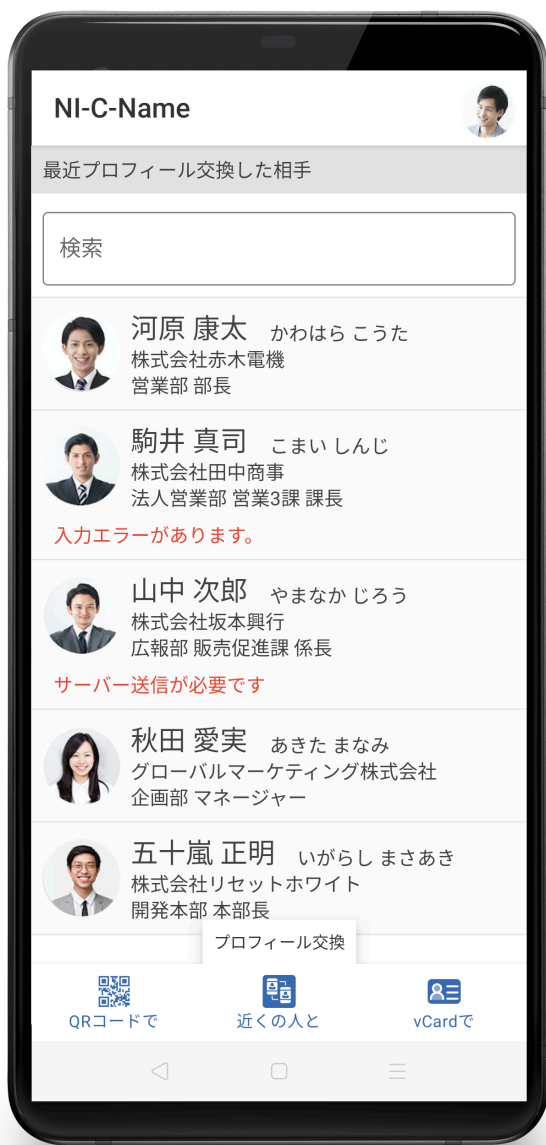 NI-C-Name
最近プロフィール交換した相手
検索
河原 康太 かわはら こうた
株式会社赤木電機
営業部 部長
駒井 真司 こまい しんじ
株式会社田中商事
法人営業部 営業3課 課長
入力エラーがあります。
山中 次郎 やまなか じろう
株式会社坂本興行
広報部 販売促進課 係長
サーバー送信が必要です
秋田 愛実 あきた まなみ
グローバルマーケティング株式会社
企画部 マネージャー
五十嵐 正明 いがらし まさあき
株式会社リセットホワイト
開発本部 本部長
プロフィール交換
QRコードで 近くの人と vCardで